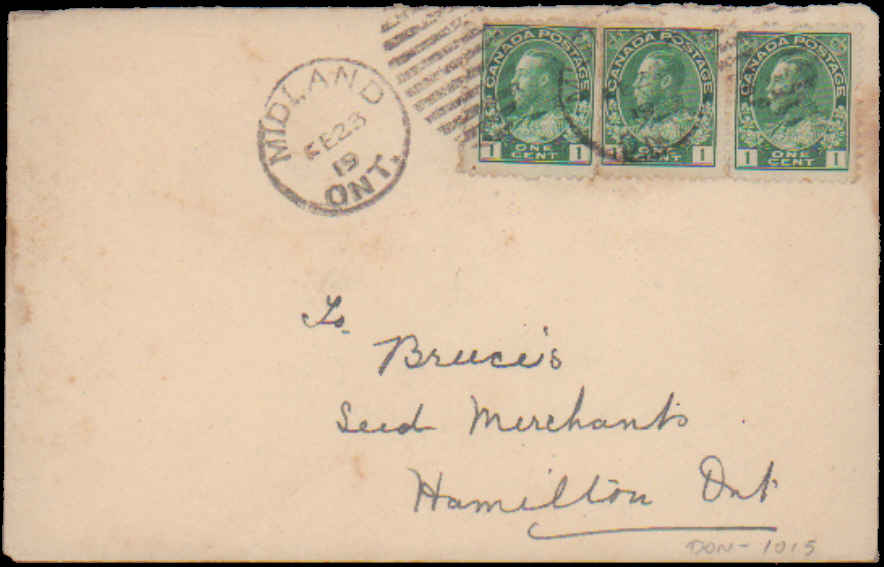 MIDLAND
FE 23
19
ONT.
CANADA POSTAGE
1 ONE CENT 1
CANADA POSTAGE
1 ONE CENT 1
CANADA POSTAGE
1 ONE CENT 1
To
Bruce's
Seed Merchants
Hamilton Ont
DON-1015